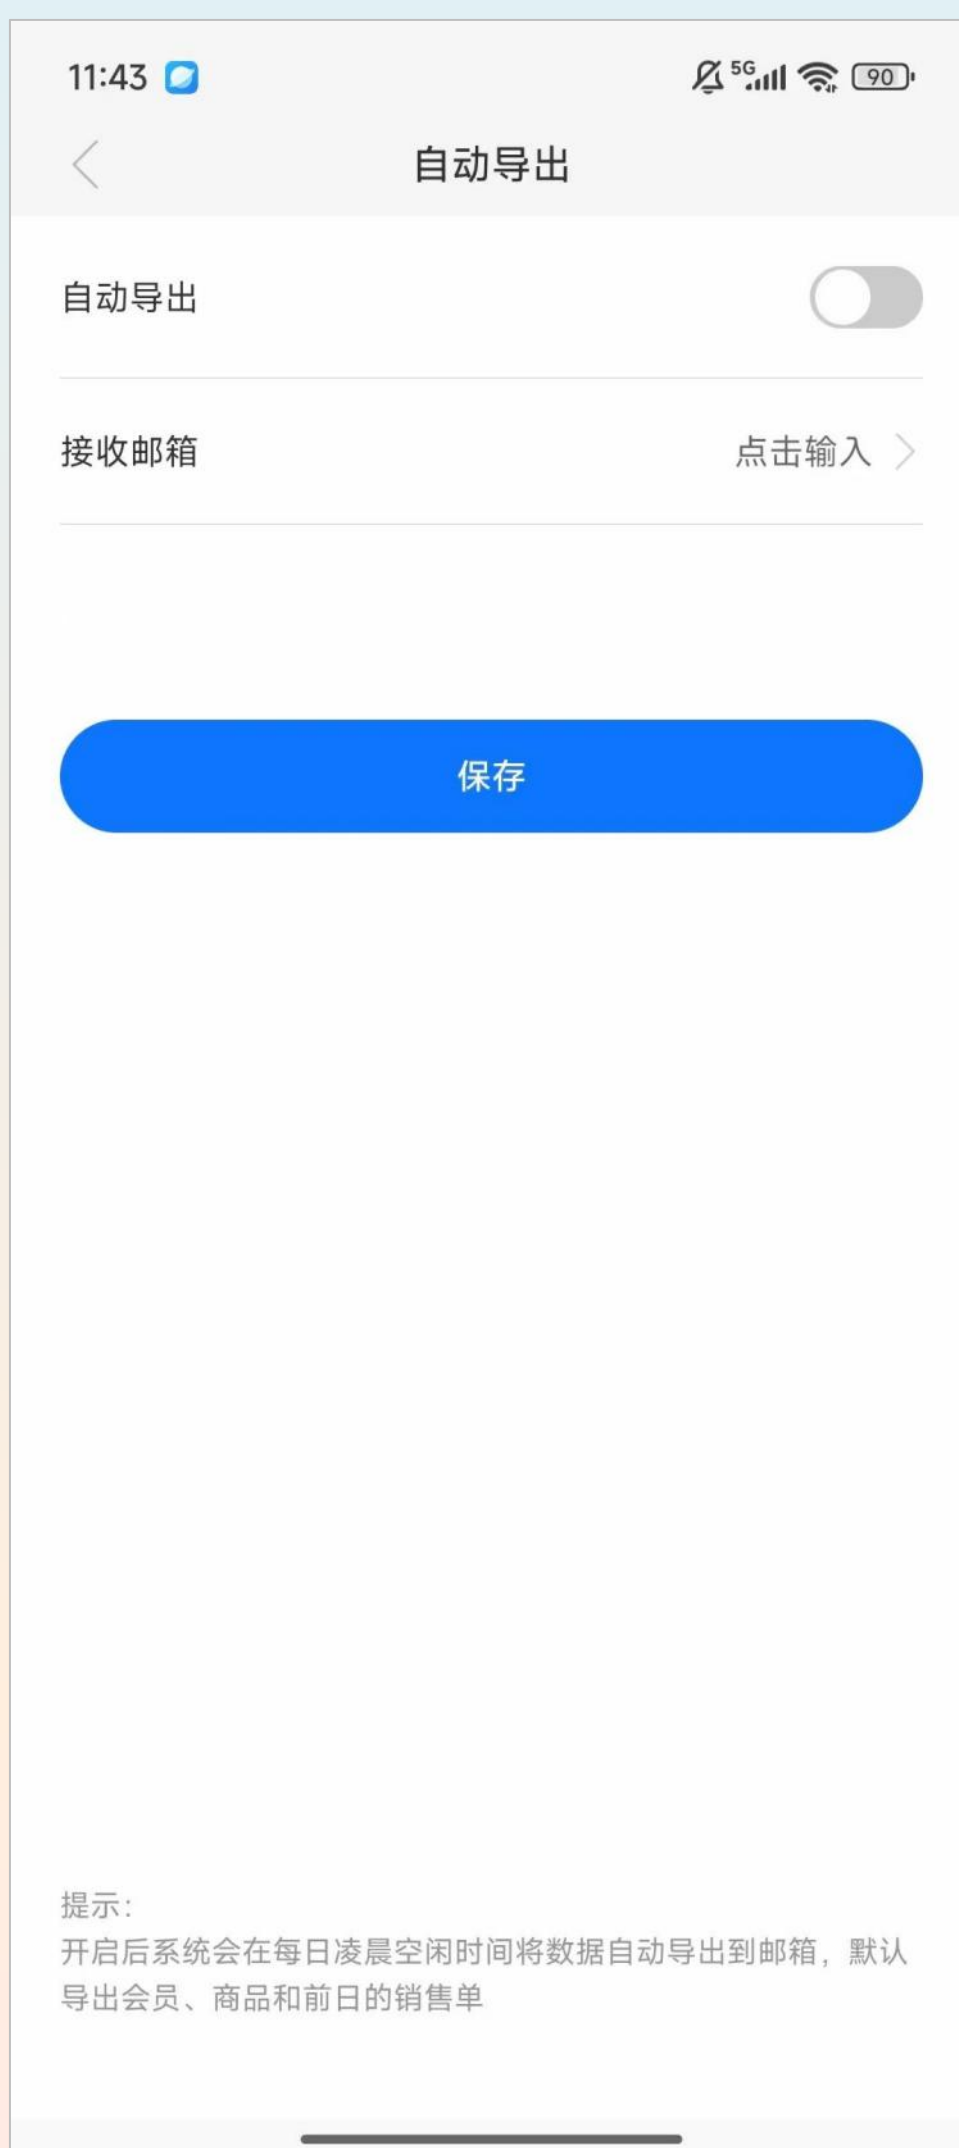 11:43
5G
90
自动导出
自动导出
接收邮箱 点击输入
保存
提示:
开启后系统会在每日凌晨空闲时间将数据自动导出到邮箱，默认
导出会员、商品和前日的销售单